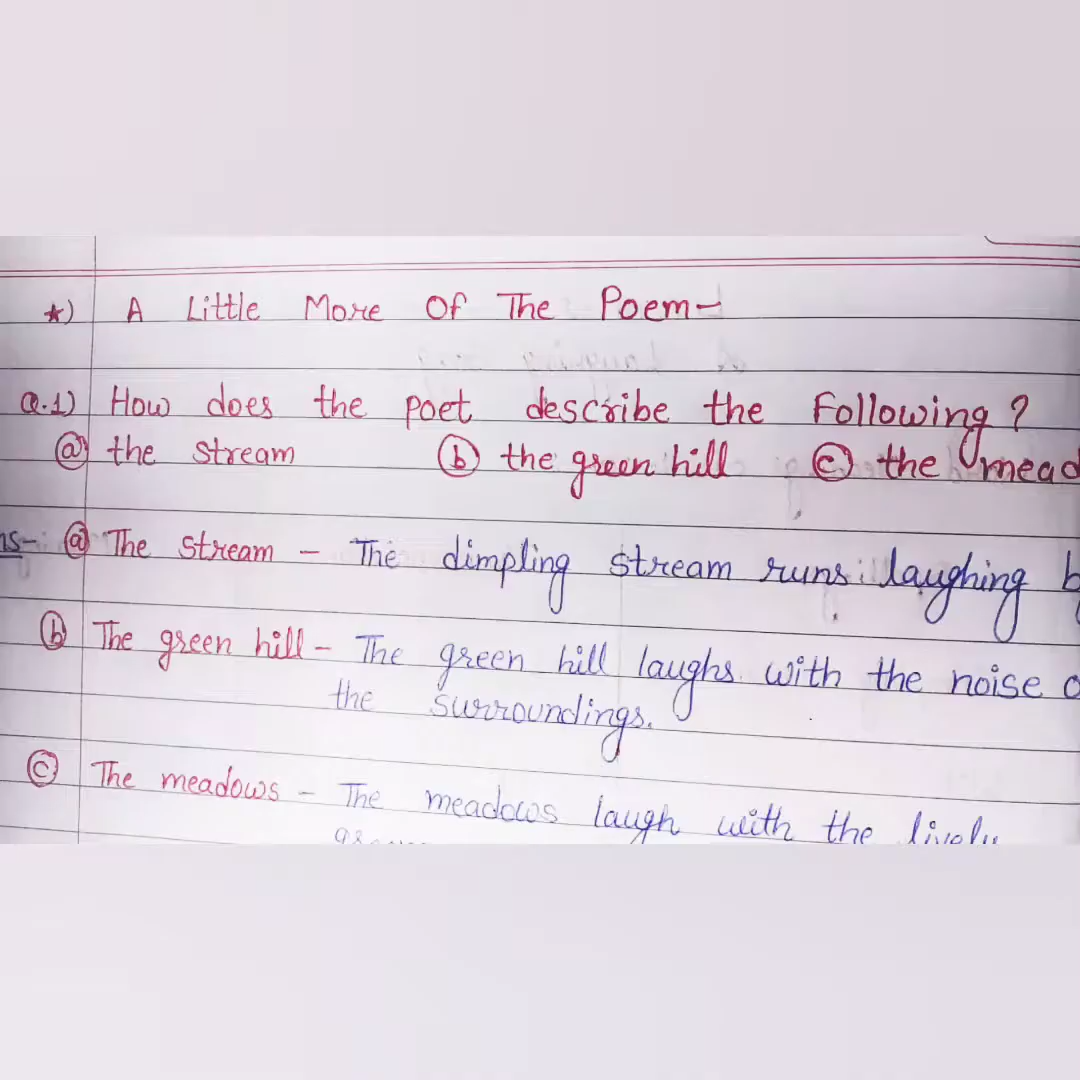 *) A Little More Of The Poem-
Q.1) How does the poet describe the Following ?
(a) the stream (b) the green hill (c) the mead
ns- (a) The stream - The dimpling stream runs laughing b
(b) The green hill - The green hill laughs with the noise o
the surroundings.
(c) The meadows - The meadows laugh with the lively